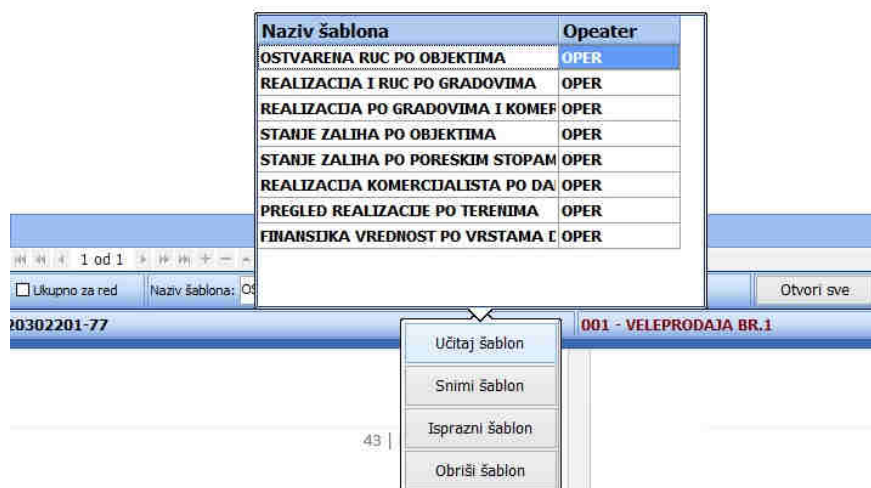 Naziv šablona Opeater
OSTVARENA RUC PO OBJEKTIMA OPER
REALIZACIJA I RUC PO GRADOVIMA OPER
REALIZACIJA PO GRADOVIMA I KOMER OPER
STANJE ZALIHA PO OBJEKTIMA OPER
STANJE ZALIHA PO PORESKIM STOPAM OPER
REALIZACIJA KOMERCIJALISTA PO DA OPER
PREGLED REALIZACIJE PO TERENIMA OPER
FINANSIJKA VREDNOST PO VRSTAMA D OPER
1 od 1
Ukupno za red Naziv šablona: OS Otvori sve
20302201-77 001 - VELEPRODAJA BR.1
Učitaj šablon
Snimi šablon
Isprazni šablon
43 |
Obriši šablon